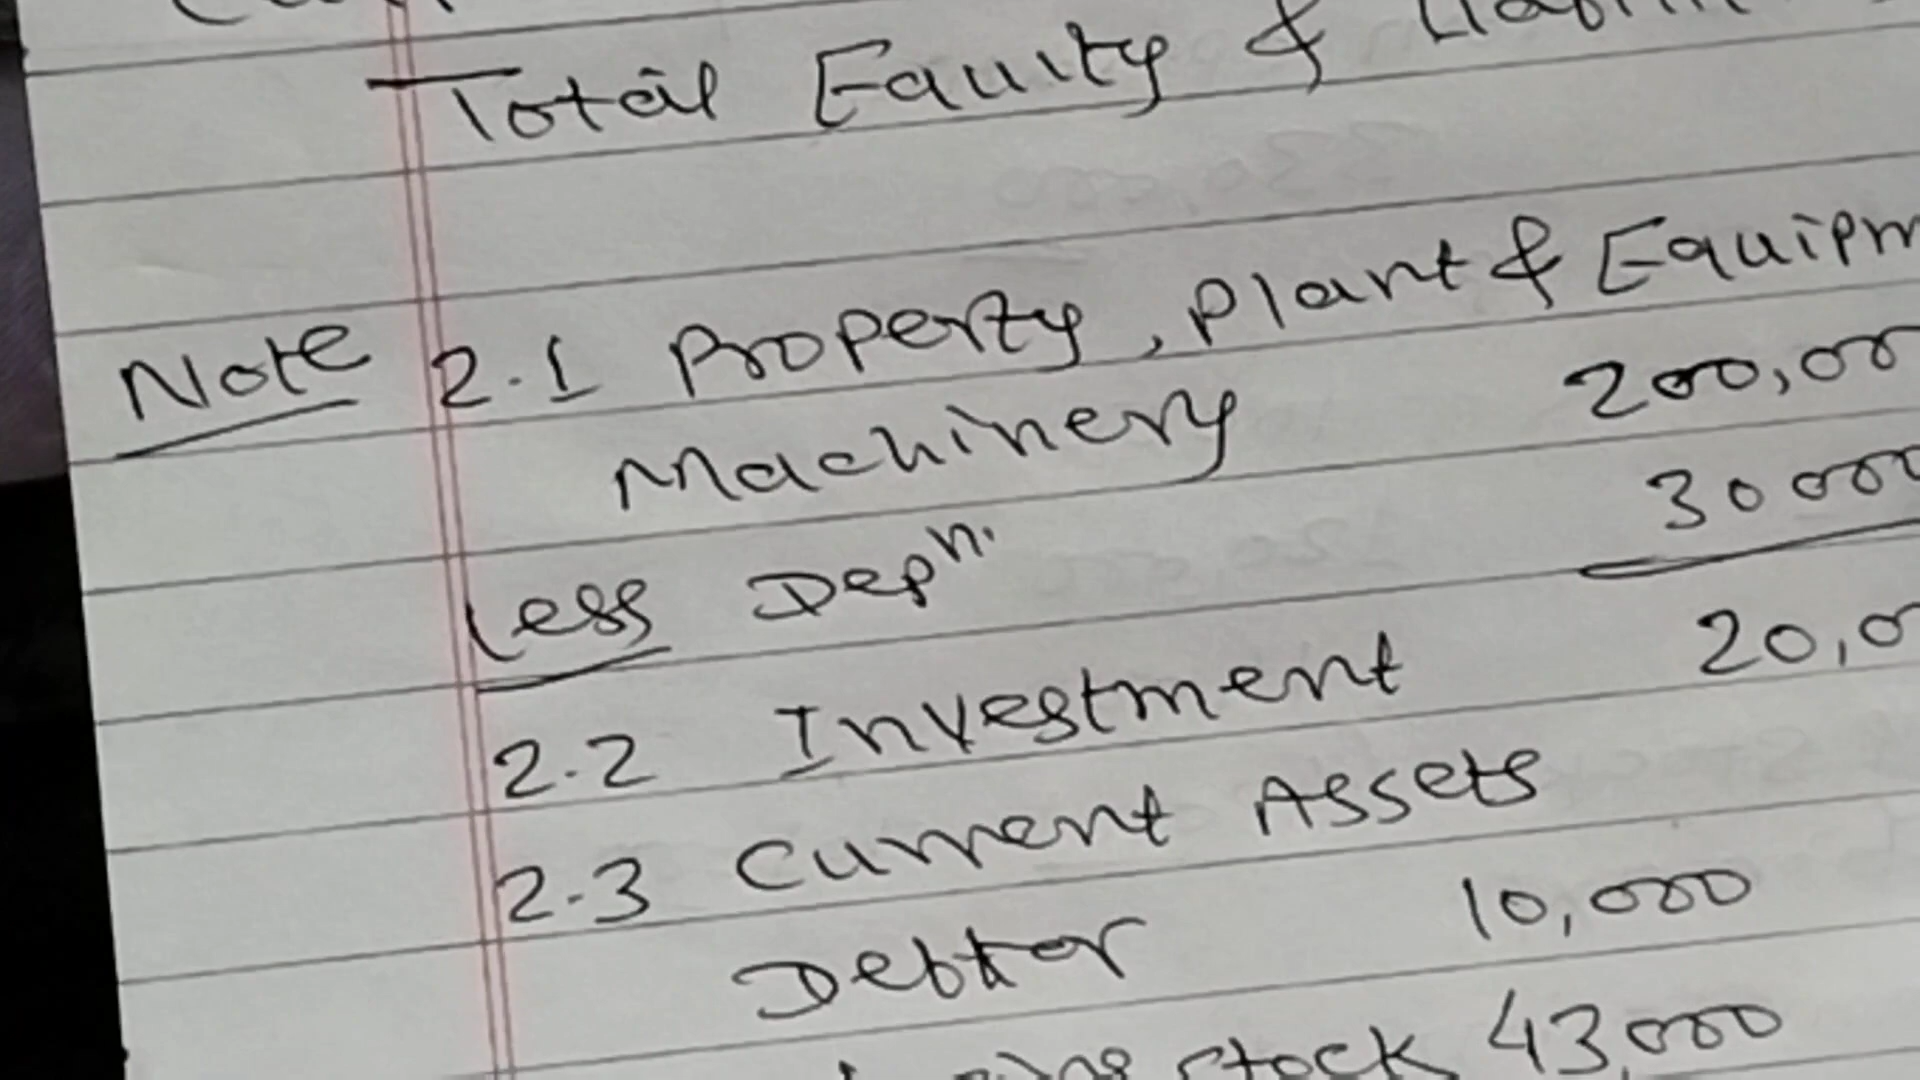 Total Equity &
Note 2.1 Property, Plant & Equipm
Machinery 200,00
Less Depn. 30000
2.2 Investment 20,0
2.3 Current Assets
Debtor 10,000
stock 43,000